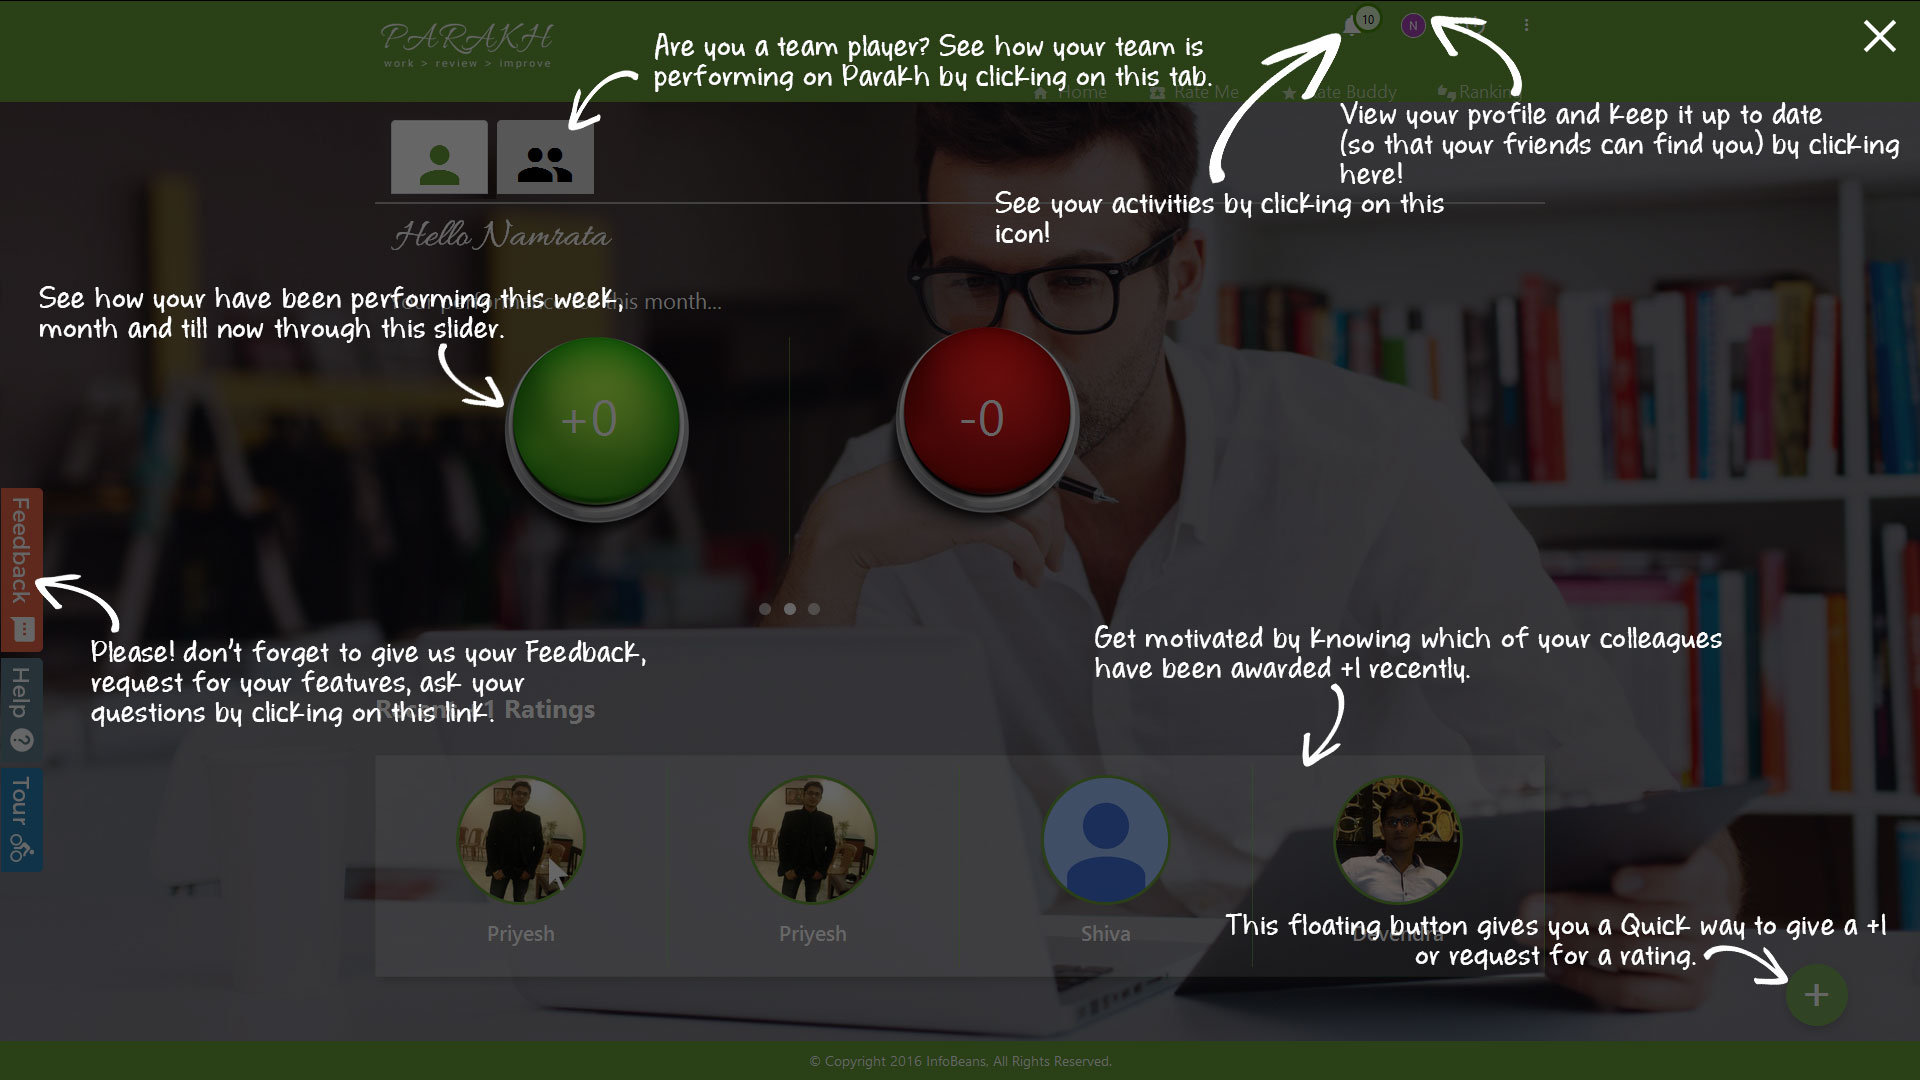 PARAKH
work > review > improve
10
N
Are you a team player? See how your team is
performing on Parakh by clicking on this tab.
Home
Rate Me
Rate Buddy
Ranking
View your profile and keep it up to date
(so that your friends can find you) by clicking
here!
See your activities by clicking on this
icon!
Hello Namrata
See how your have been performing this week,
month and till now through this slider.
this month...
+0
-0
Feedback
Help
Tour
Please! don't forget to give us your Feedback,
request for your features, ask your
questions by clicking on this link.
Recent +1 Ratings
Get motivated by knowing which of your colleagues
have been awarded +1 recently.
Priyesh
Priyesh
Shiva
Devendra
This floating button gives you a Quick way to give a +1
or request for a rating.
© Copyright 2016 InfoBeans, All Rights Reserved.